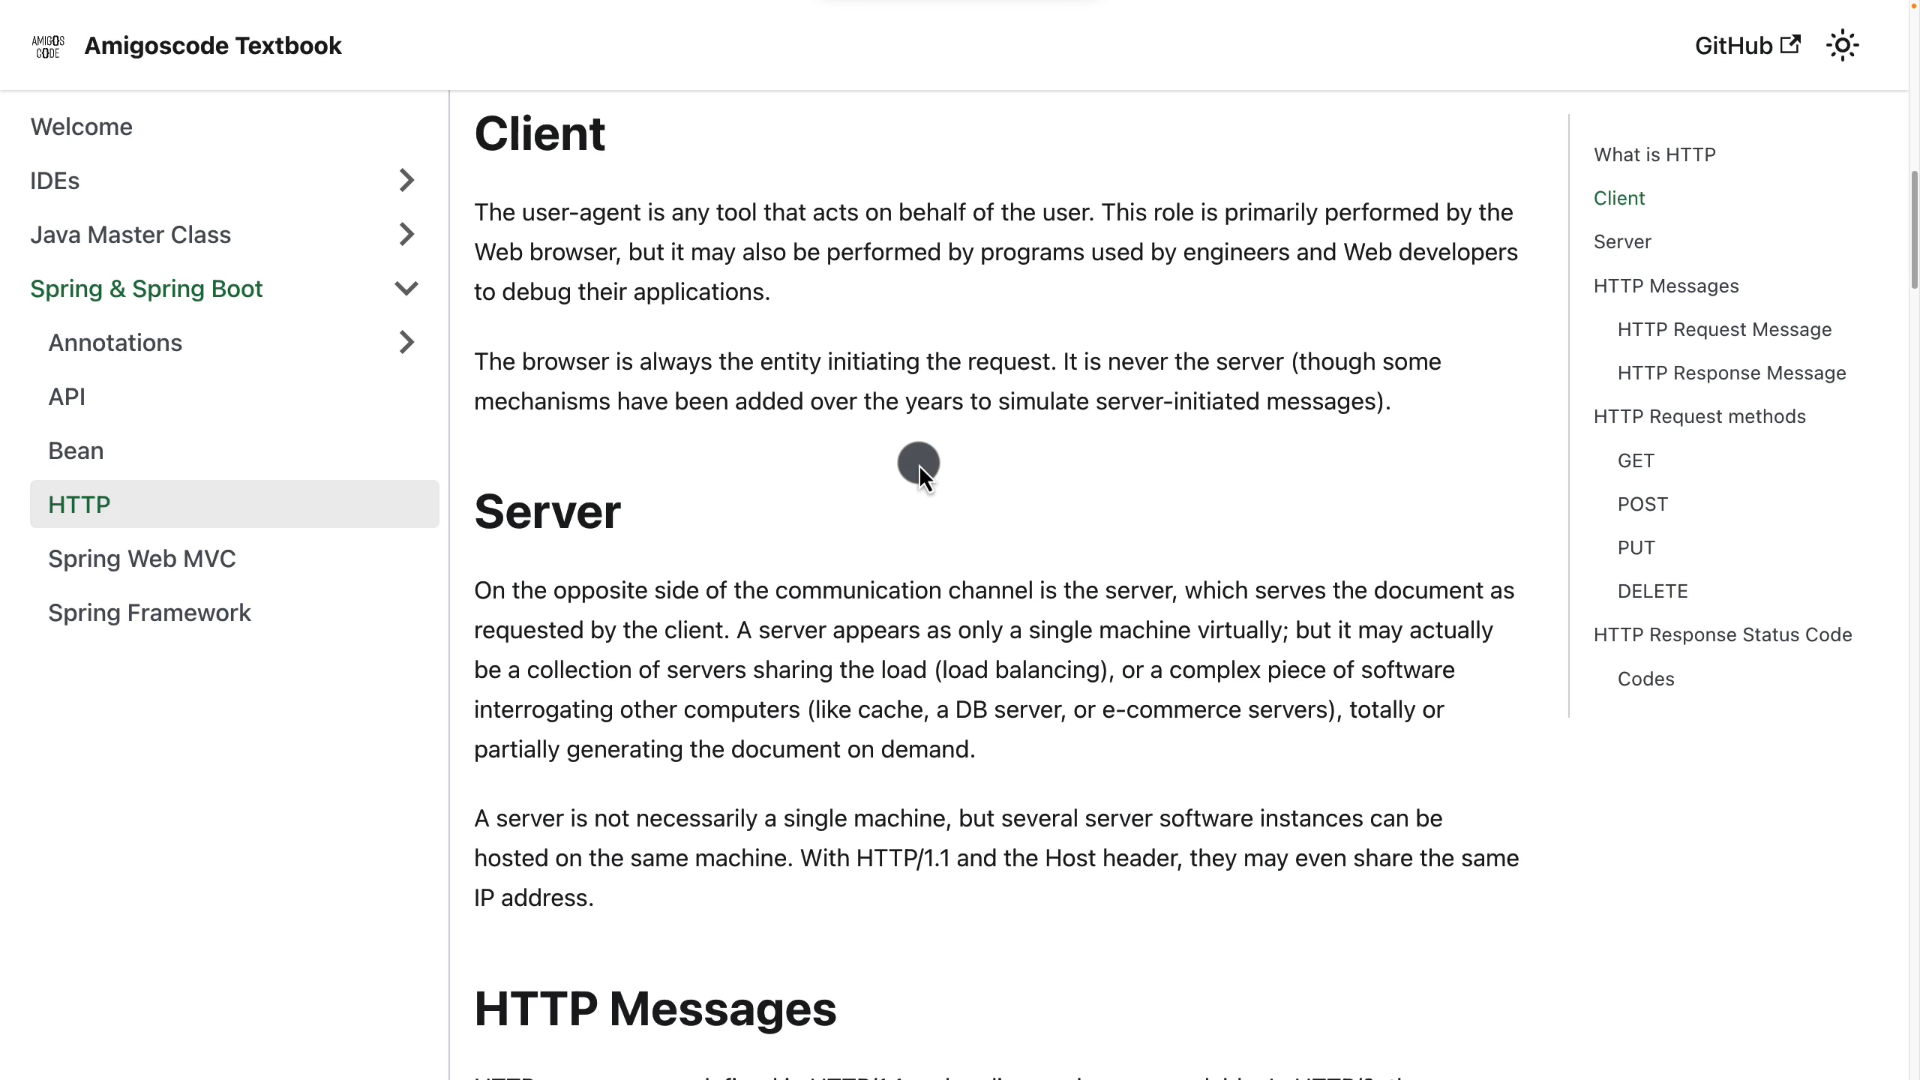 AMIGOS
CODE
Amigoscode Textbook
GitHub
Welcome
IDEs
Java Master Class
Spring & Spring Boot
Annotations
API
Bean
HTTP
Spring Web MVC
Spring Framework
Client
The user-agent is any tool that acts on behalf of the user. This role is primarily performed by the
Web browser, but it may also be performed by programs used by engineers and Web developers
to debug their applications.
The browser is always the entity initiating the request. It is never the server (though some
mechanisms have been added over the years to simulate server-initiated messages).
Server
On the opposite side of the communication channel is the server, which serves the document as
requested by the client. A server appears as only a single machine virtually; but it may actually
be a collection of servers sharing the load (load balancing), or a complex piece of software
interrogating other computers (like cache, a DB server, or e-commerce servers), totally or
partially generating the document on demand.
A server is not necessarily a single machine, but several server software instances can be
hosted on the same machine. With HTTP/1.1 and the Host header, they may even share the same
IP address.
HTTP Messages
What is HTTP
Client
Server
HTTP Messages
HTTP Request Message
HTTP Response Message
HTTP Request methods
GET
POST
PUT
DELETE
HTTP Response Status Code
Codes